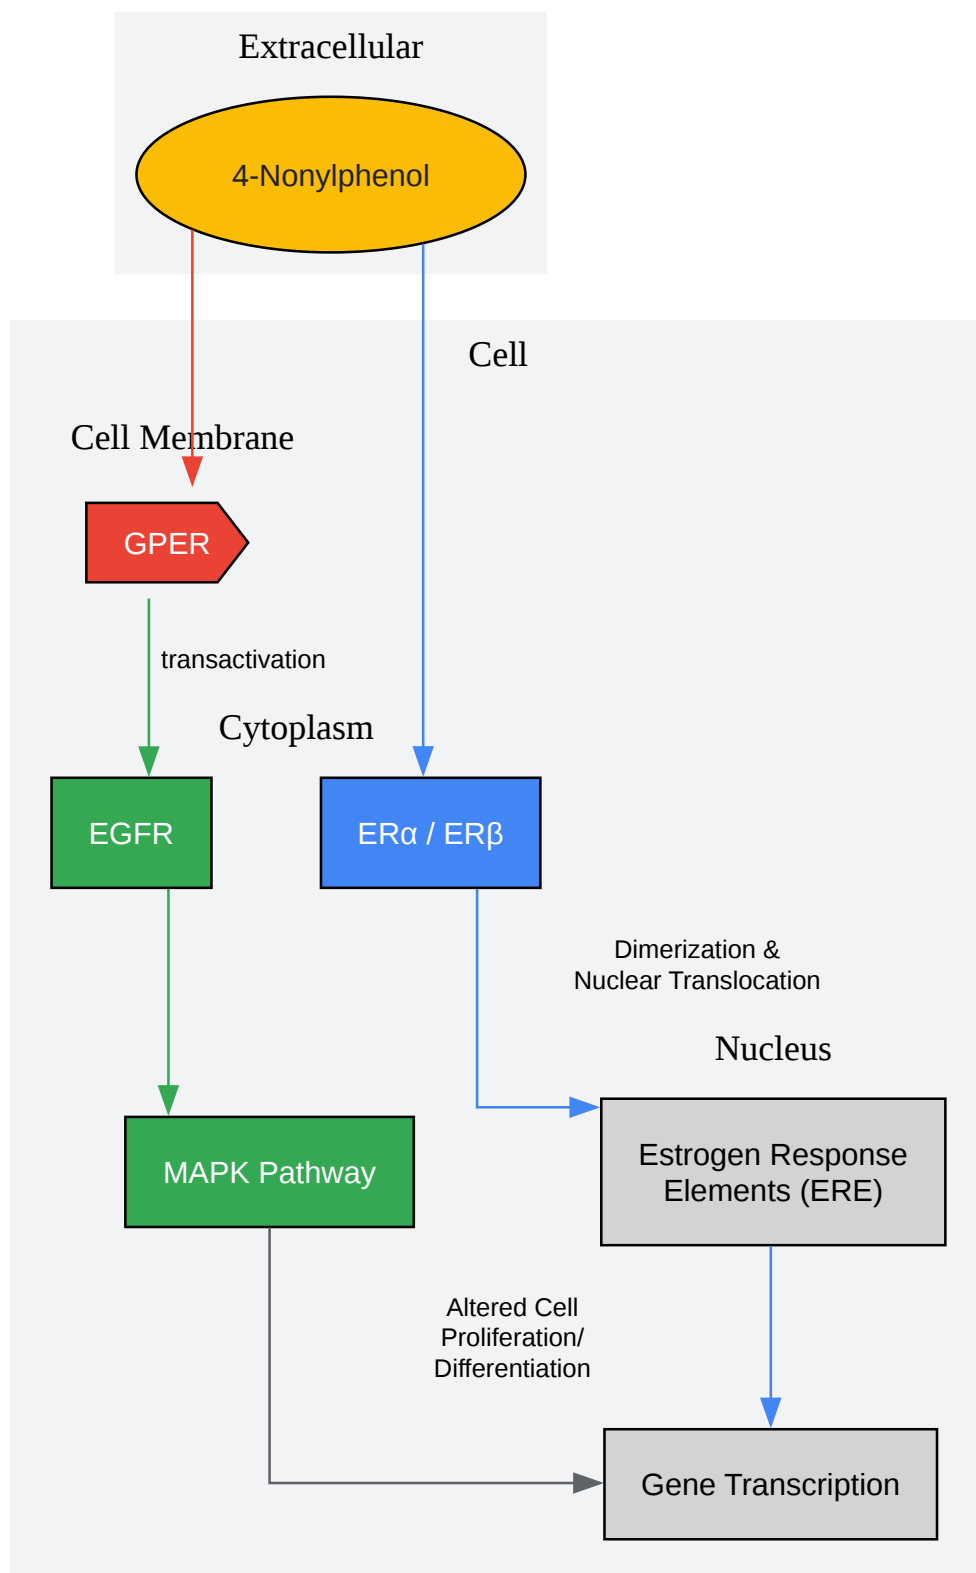 Extracellular
4-Nonylphenol
Cell
Cell Membrane
GPER
transactivation
Cytoplasm
EGFR
ERα / ERβ
Dimerization &
Nuclear Translocation
Nucleus
Estrogen Response
Elements (ERE)
MAPK Pathway
Altered Cell
Proliferation/
Differentiation
Gene Transcription